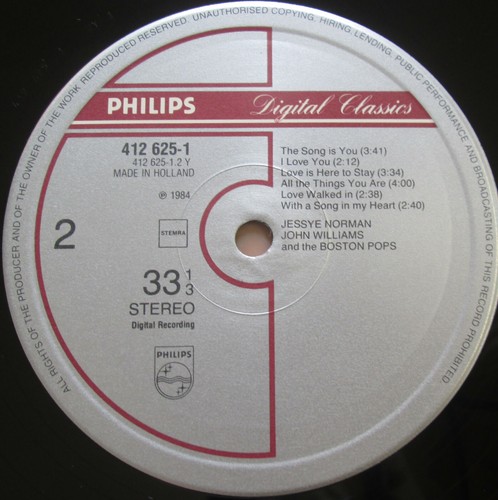 ALL RIGHTS OF THE PRODUCER AND OF THE OWNER OF THE WORK REPRODUCED RESERVED. UNAUTHORISED COPYING, HIRING, LENDING, PUBLIC PERFORMANCE AND BROADCASTING OF THIS RECORD PROHIBITED
PHILIPS Digital Classics
412 625-1
412 625-1.2 Y
MADE IN HOLLAND
℗ 1984
2
STEMRA
33 1/3
STEREO
Digital Recording
PHILIPS
The Song is You (3:41)
I Love You (2:12)
Love is Here to Stay (3:34)
All the Things You Are (4:00)
Love Walked in (2:38)
With a Song in my Heart (2:40)
JESSYE NORMAN
JOHN WILLIAMS
and the BOSTON POPS